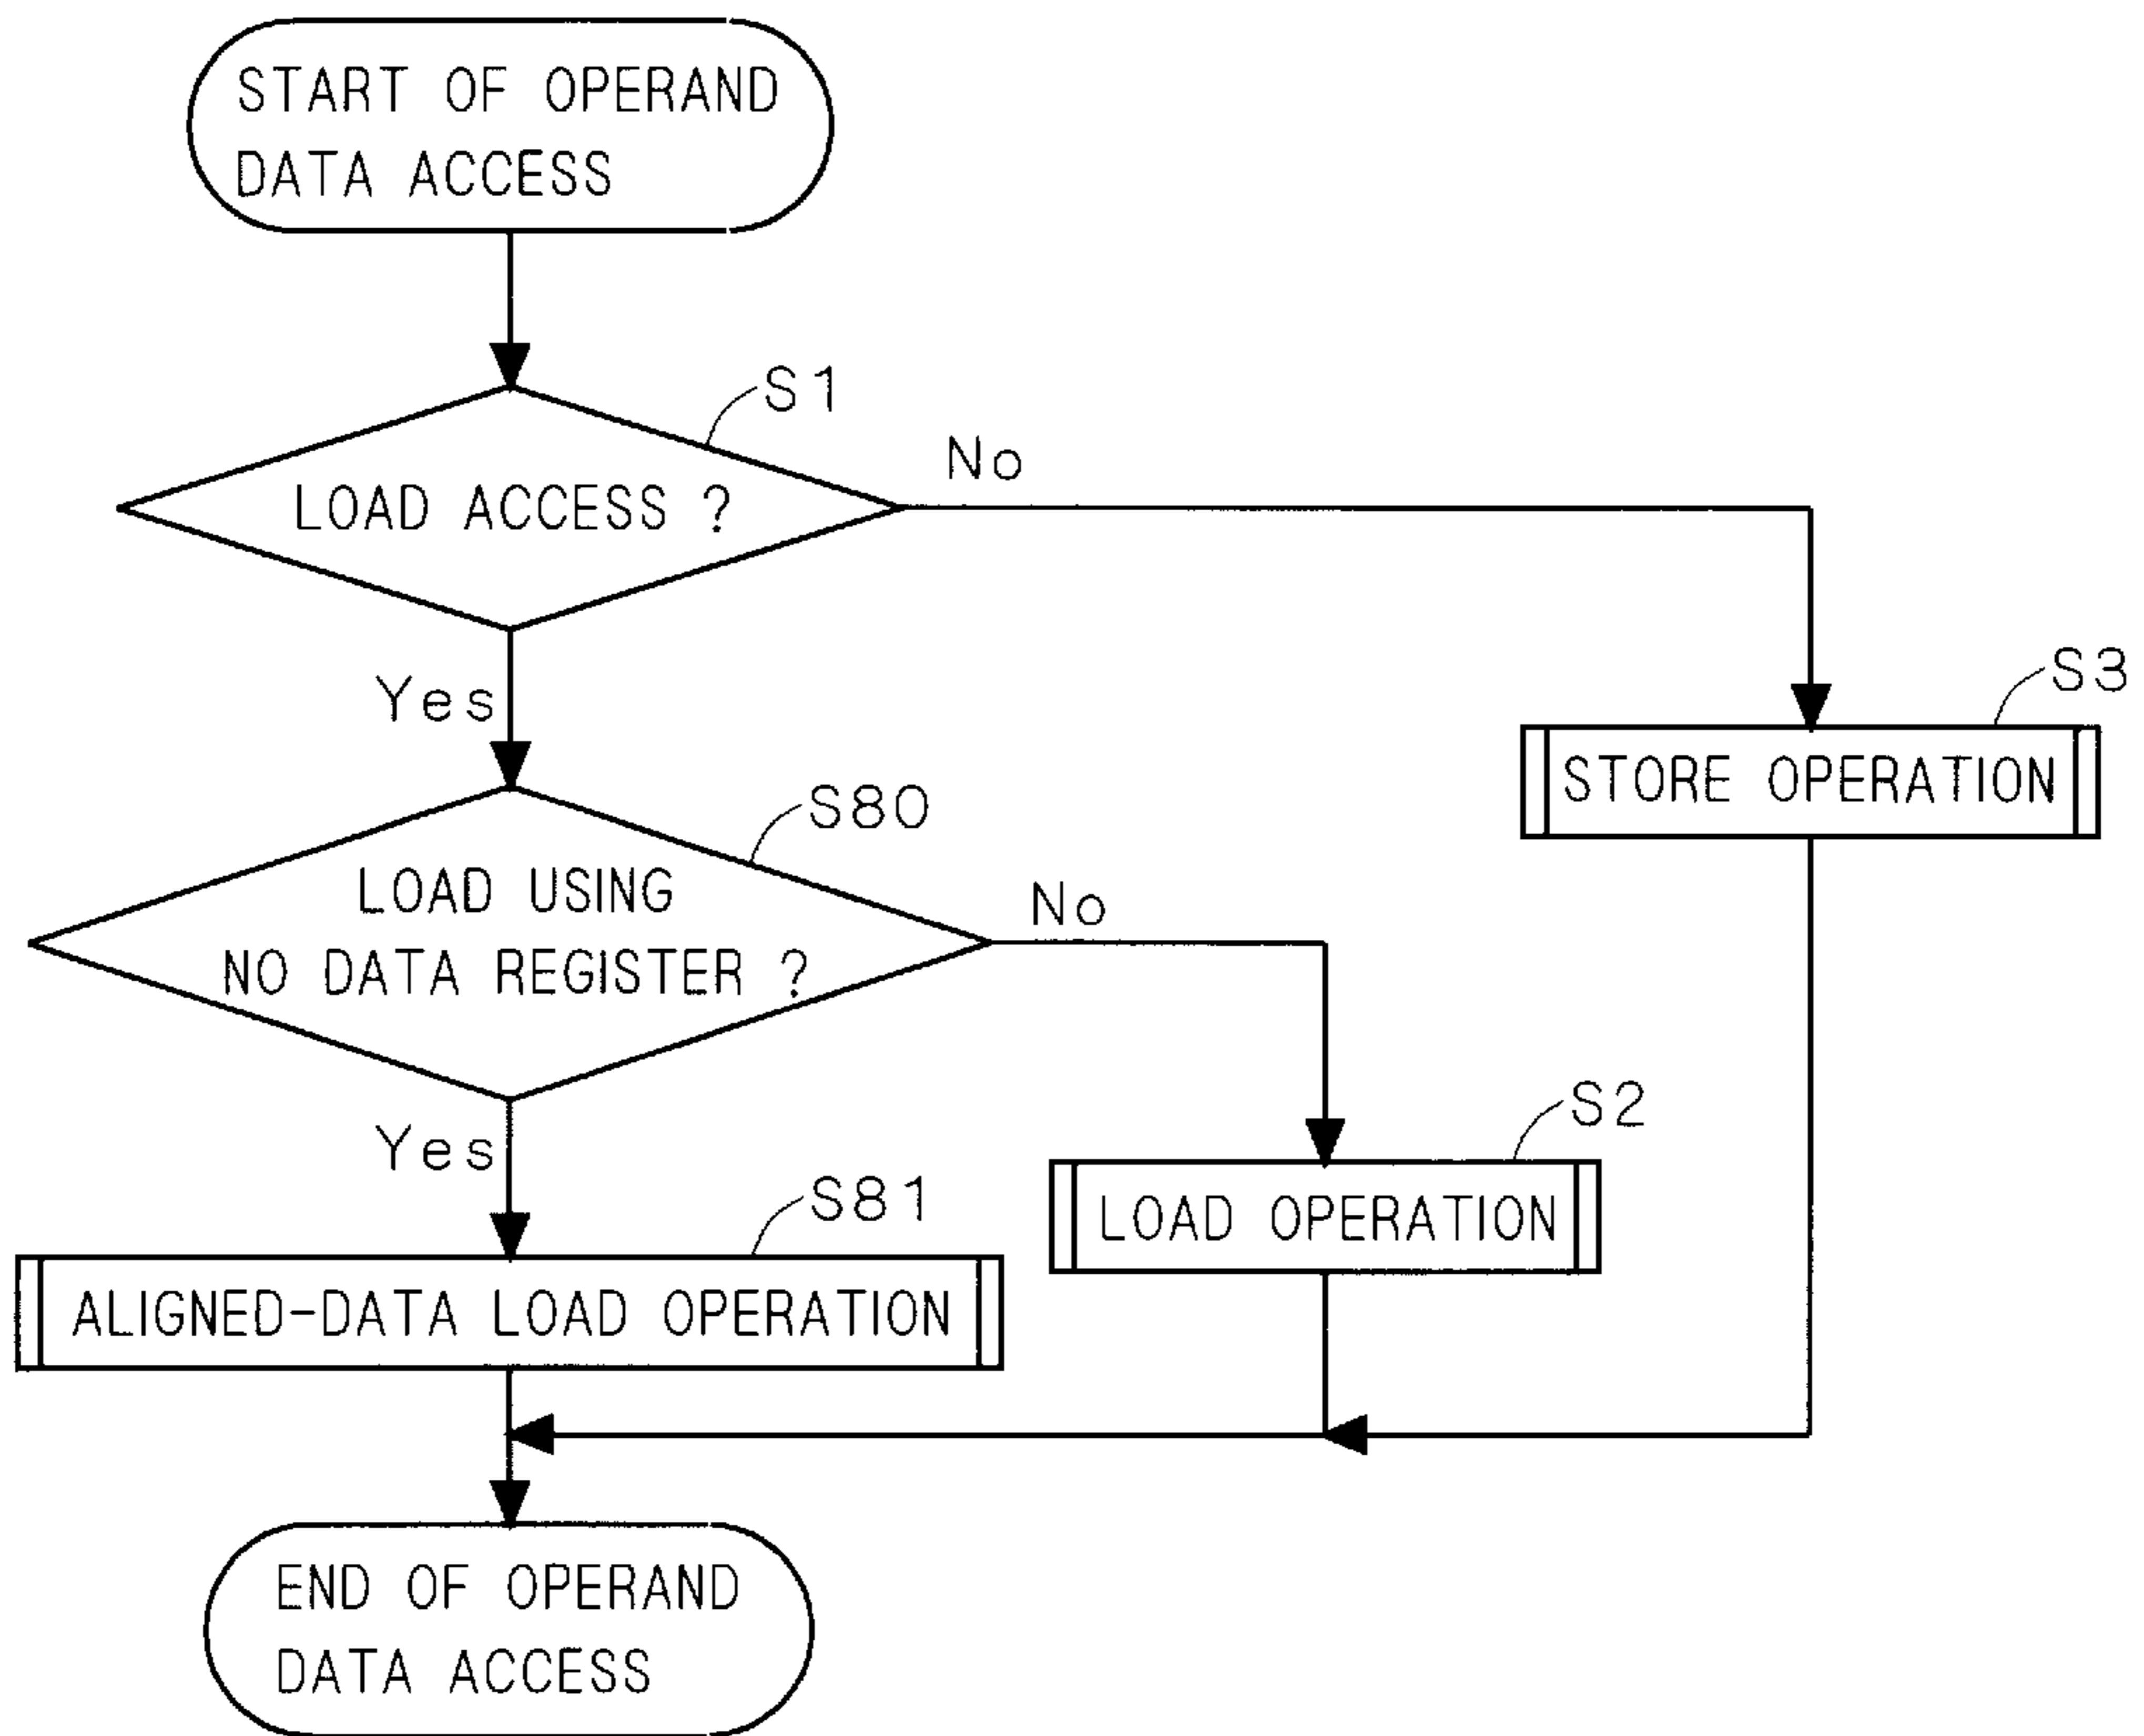 START OF OPERAND
DATA ACCESS
S1
LOAD ACCESS ?
No
Yes
S3
STORE OPERATION
S80
LOAD USING
NO DATA REGISTER ?
No
Yes
S2
LOAD OPERATION
S81
ALIGNED-DATA LOAD OPERATION
END OF OPERAND
DATA ACCESS